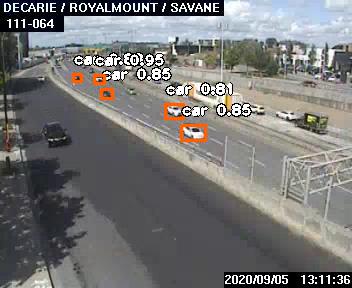 DECARIE / ROYALMOUNT / SAVANE
111-064
car 0.95
car 0.85
car 0.81
car 0.85
2020/09/05 13:11:36